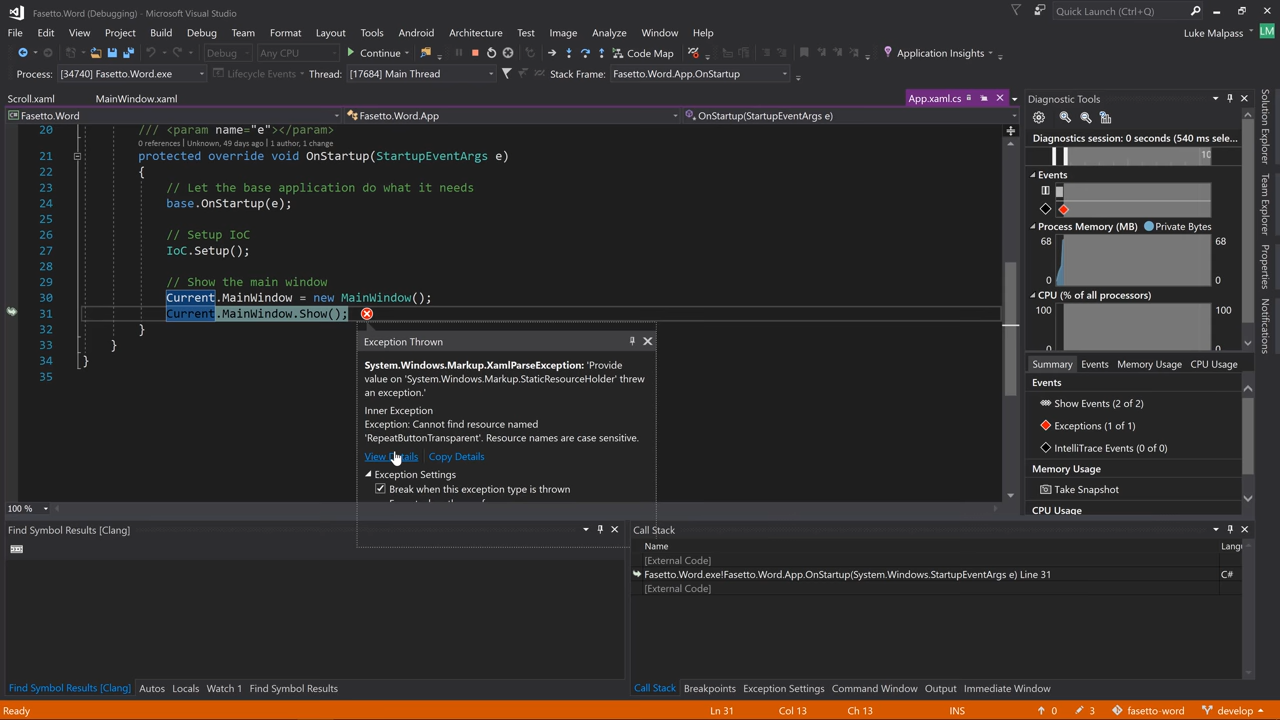 Fasetto.Word (Debugging) - Microsoft Visual Studio
Quick Launch (Ctrl+Q)
File Edit View Project Build Debug Team Format Layout Tools Android Architecture Test Image Analyze Window Help
Luke Malpass LM
Debug Any CPU Continue Code Map Application Insights
Process: [34740] Fasetto.Word.exe Lifecycle Events Thread: [17684] Main Thread Stack Frame: Fasetto.Word.App.OnStartup
Scroll.xaml MainWindow.xaml App.xaml.cs
Fasetto.Word Fasetto.Word.App OnStartup(StartupEventArgs e)
20 /// <param name="e"></param>
0 references | Unknown, 49 days ago | 1 author, 1 change
21 protected override void OnStartup(StartupEventArgs e)
22 {
23 // Let the base application do what it needs
24 base.OnStartup(e);
25
26 // Setup IoC
27 IoC.Setup();
28
29 // Show the main window
30 Current.MainWindow = new MainWindow();
31 Current.MainWindow.Show();
32 }
33 }
34 }
35
Exception Thrown
System.Windows.Markup.XamlParseException: 'Provide
value on 'System.Windows.Markup.StaticResourceHolder' threw
an exception.'
Inner Exception
Exception: Cannot find resource named
'RepeatButtonTransparent'. Resource names are case sensitive.
View Details Copy Details
Exception Settings
Break when this exception type is thrown
100 %
Diagnostic Tools
Diagnostics session: 0 seconds (540 ms sele...
10
Events
Process Memory (MB) Private Bytes
68 68
0 0
CPU (% of all processors)
100 100
0 0
Summary Events Memory Usage CPU Usage
Events
Show Events (2 of 2)
Exceptions (1 of 1)
IntelliTrace Events (0 of 0)
Memory Usage
Take Snapshot
CPU Usage
Solution Explorer
Team Explorer
Properties
Notifications
Find Symbol Results [Clang]
Call Stack
Name Langu
[External Code]
Fasetto.Word.exe!Fasetto.Word.App.OnStartup(System.Windows.StartupEventArgs e) Line 31 C#
[External Code]
Find Symbol Results [Clang] Autos Locals Watch 1 Find Symbol Results
Call Stack Breakpoints Exception Settings Command Window Output Immediate Window
Ready Ln 31 Col 13 Ch 13 INS 0 3 fasetto-word develop